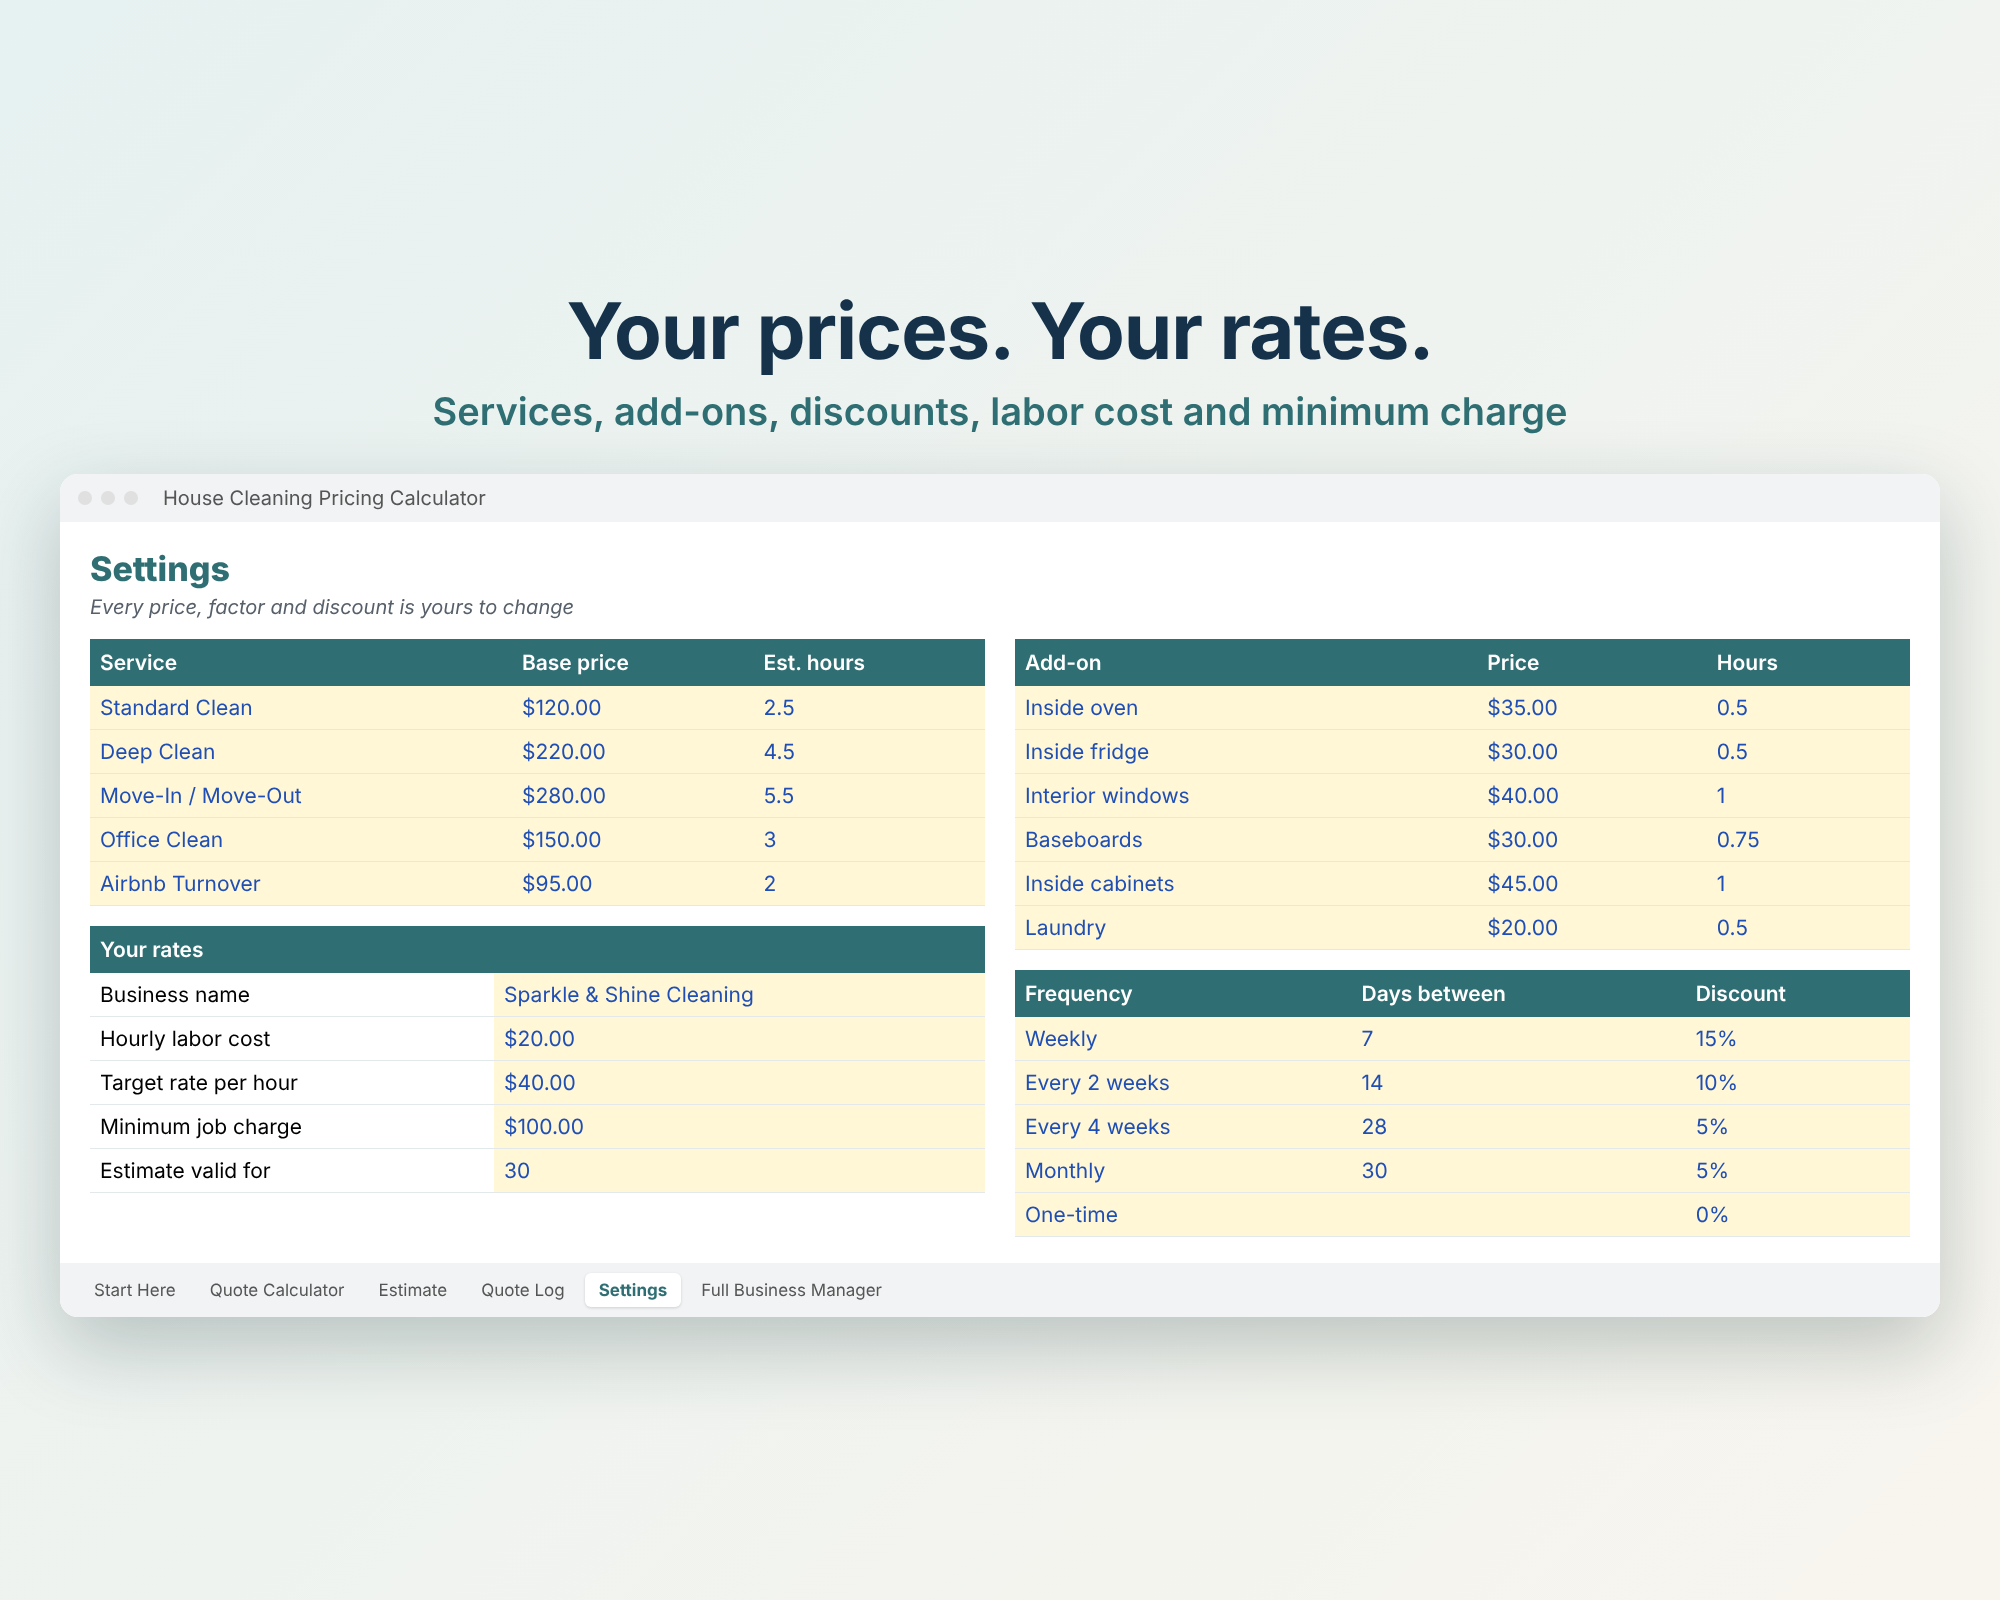 Your prices. Your rates.
Services, add-ons, discounts, labor cost and minimum charge
House Cleaning Pricing Calculator
Settings
Every price, factor and discount is yours to change
Service Base price Est. hours
Standard Clean $120.00 2.5
Deep Clean $220.00 4.5
Move-In / Move-Out $280.00 5.5
Office Clean $150.00 3
Airbnb Turnover $95.00 2
Your rates
Business name Sparkle & Shine Cleaning
Hourly labor cost $20.00
Target rate per hour $40.00
Minimum job charge $100.00
Estimate valid for 30
Add-on Price Hours
Inside oven $35.00 0.5
Inside fridge $30.00 0.5
Interior windows $40.00 1
Baseboards $30.00 0.75
Inside cabinets $45.00 1
Laundry $20.00 0.5
Frequency Days between Discount
Weekly 7 15%
Every 2 weeks 14 10%
Every 4 weeks 28 5%
Monthly 30 5%
One-time 0%
Start Here Quote Calculator Estimate Quote Log Settings Full Business Manager